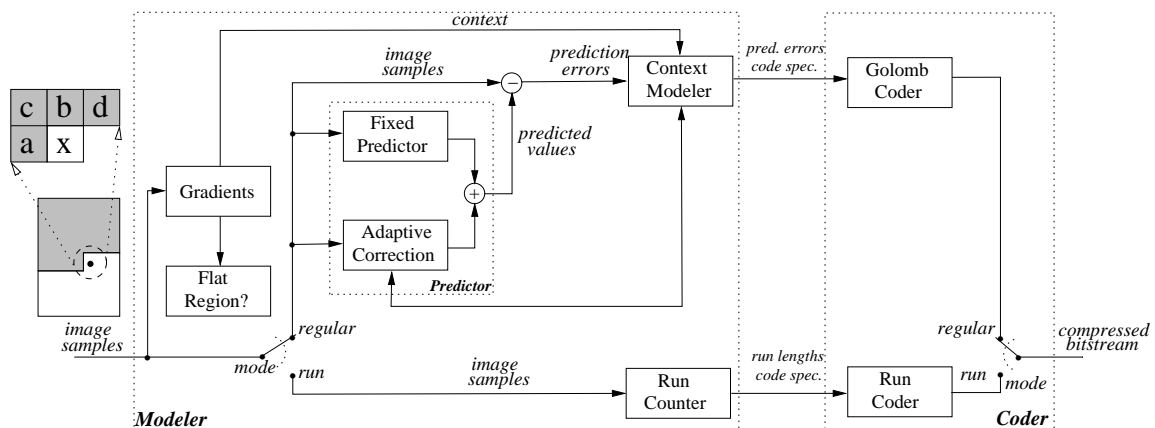 context
image
samples
−
prediction
errors
Context
Modeler
pred. errors
code spec.
Golomb
Coder
c b d
a x
Fixed
Predictor
predicted
values
+
Gradients
Adaptive
Correction
Predictor
Flat
Region?
image
samples
mode
regular
run
image
samples
Run
Counter
run lengths
code spec.
Run
Coder
regular
run
mode
compressed
bitstream
Modeler
Coder